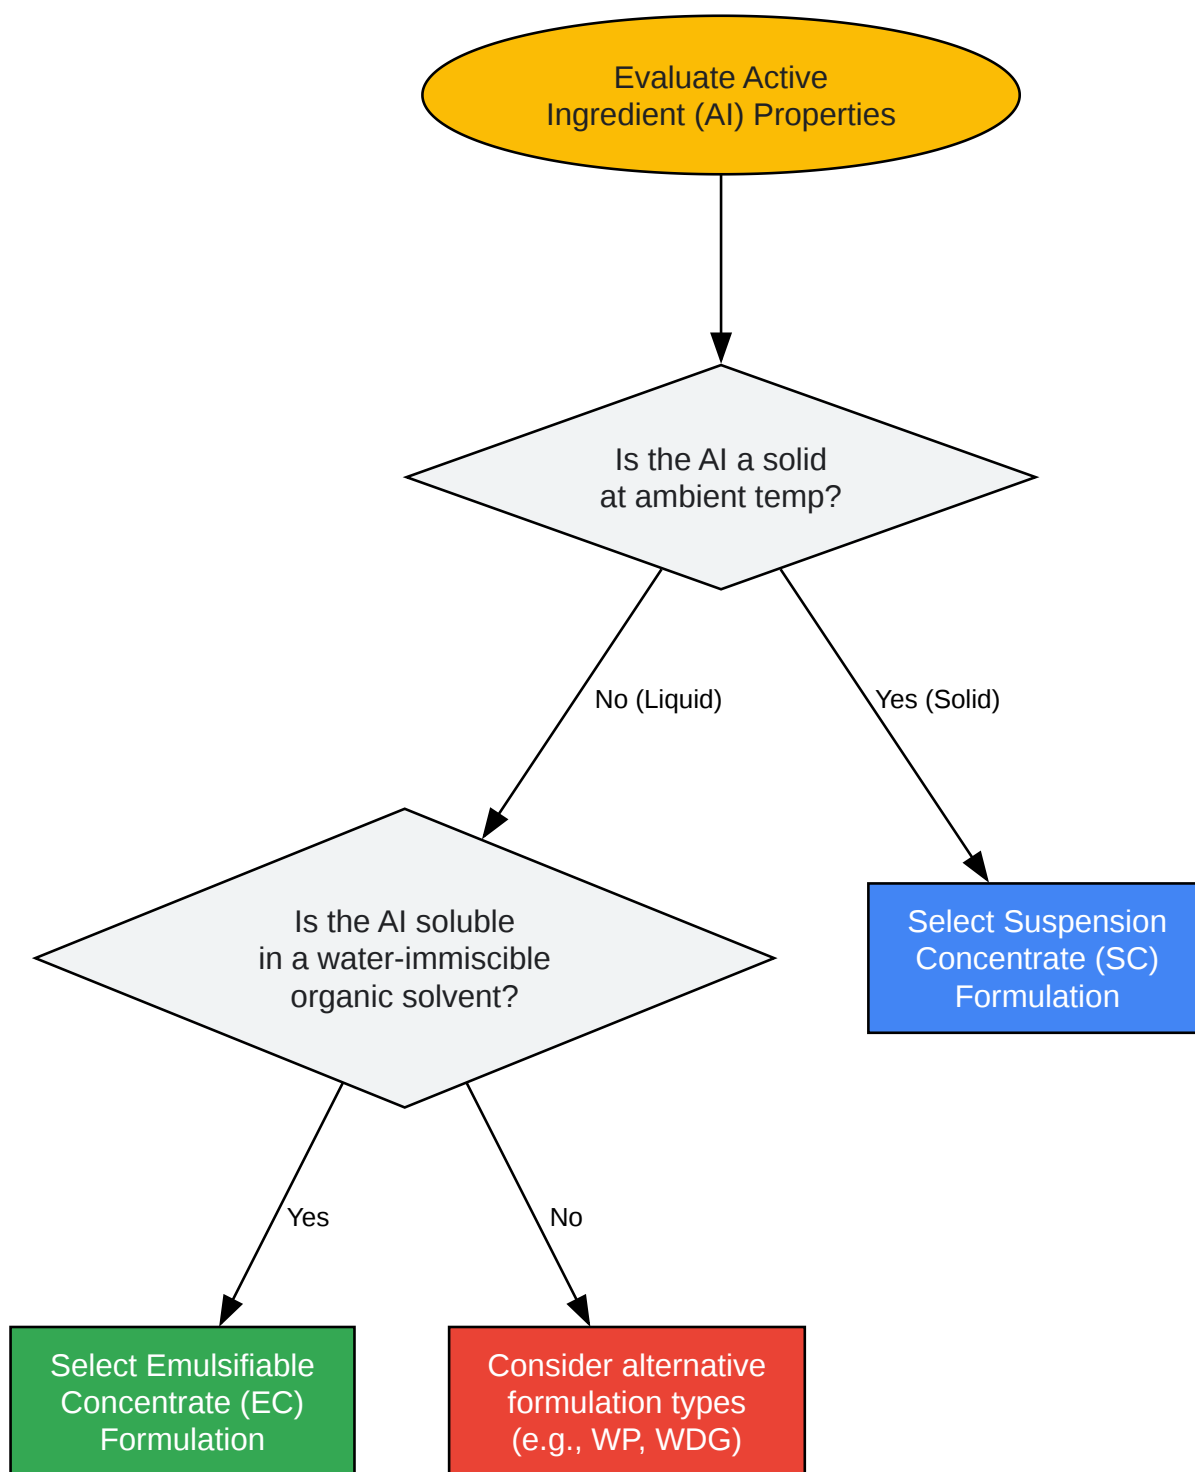 Evaluate Active
Ingredient (AI) Properties
Is the AI a solid
at ambient temp?
No (Liquid)
Yes (Solid)
Is the AI soluble
in a water-immiscible
organic solvent?
Select Suspension
Concentrate (SC)
Formulation
Yes
No
Select Emulsifiable
Concentrate (EC)
Formulation
Consider alternative
formulation types
(e.g., WP, WDG)